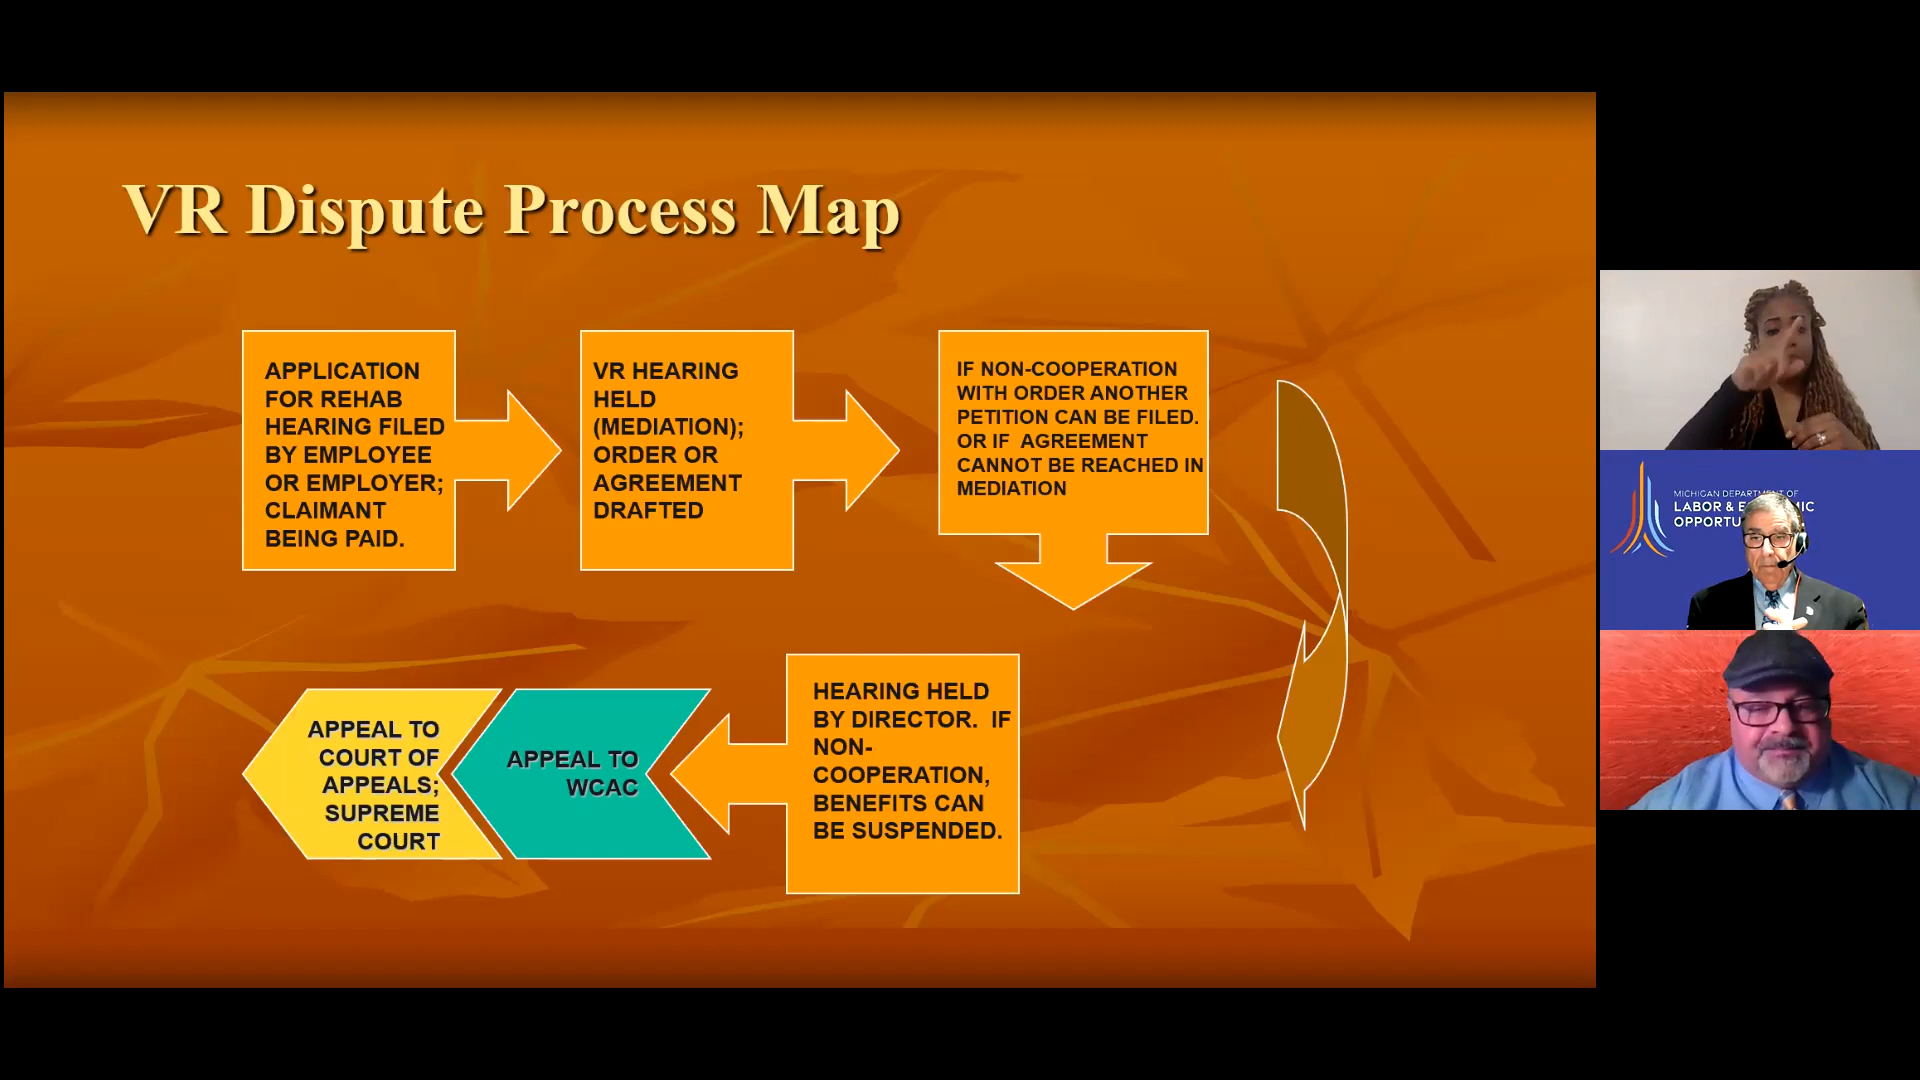 VR Dispute Process Map
APPLICATION
FOR REHAB
HEARING FILED
BY EMPLOYEE
OR EMPLOYER;
CLAIMANT
BEING PAID.
VR HEARING
HELD
(MEDIATION);
ORDER OR
AGREEMENT
DRAFTED
IF NON-COOPERATION
WITH ORDER ANOTHER
PETITION CAN BE FILED.
OR IF AGREEMENT
CANNOT BE REACHED IN
MEDIATION
HEARING HELD
BY DIRECTOR. IF
NON-
COOPERATION,
BENEFITS CAN
BE SUSPENDED.
APPEAL TO
WCAC
APPEAL TO
COURT OF
APPEALS;
SUPREME
COURT
MICHIGAN OF
LABOR &